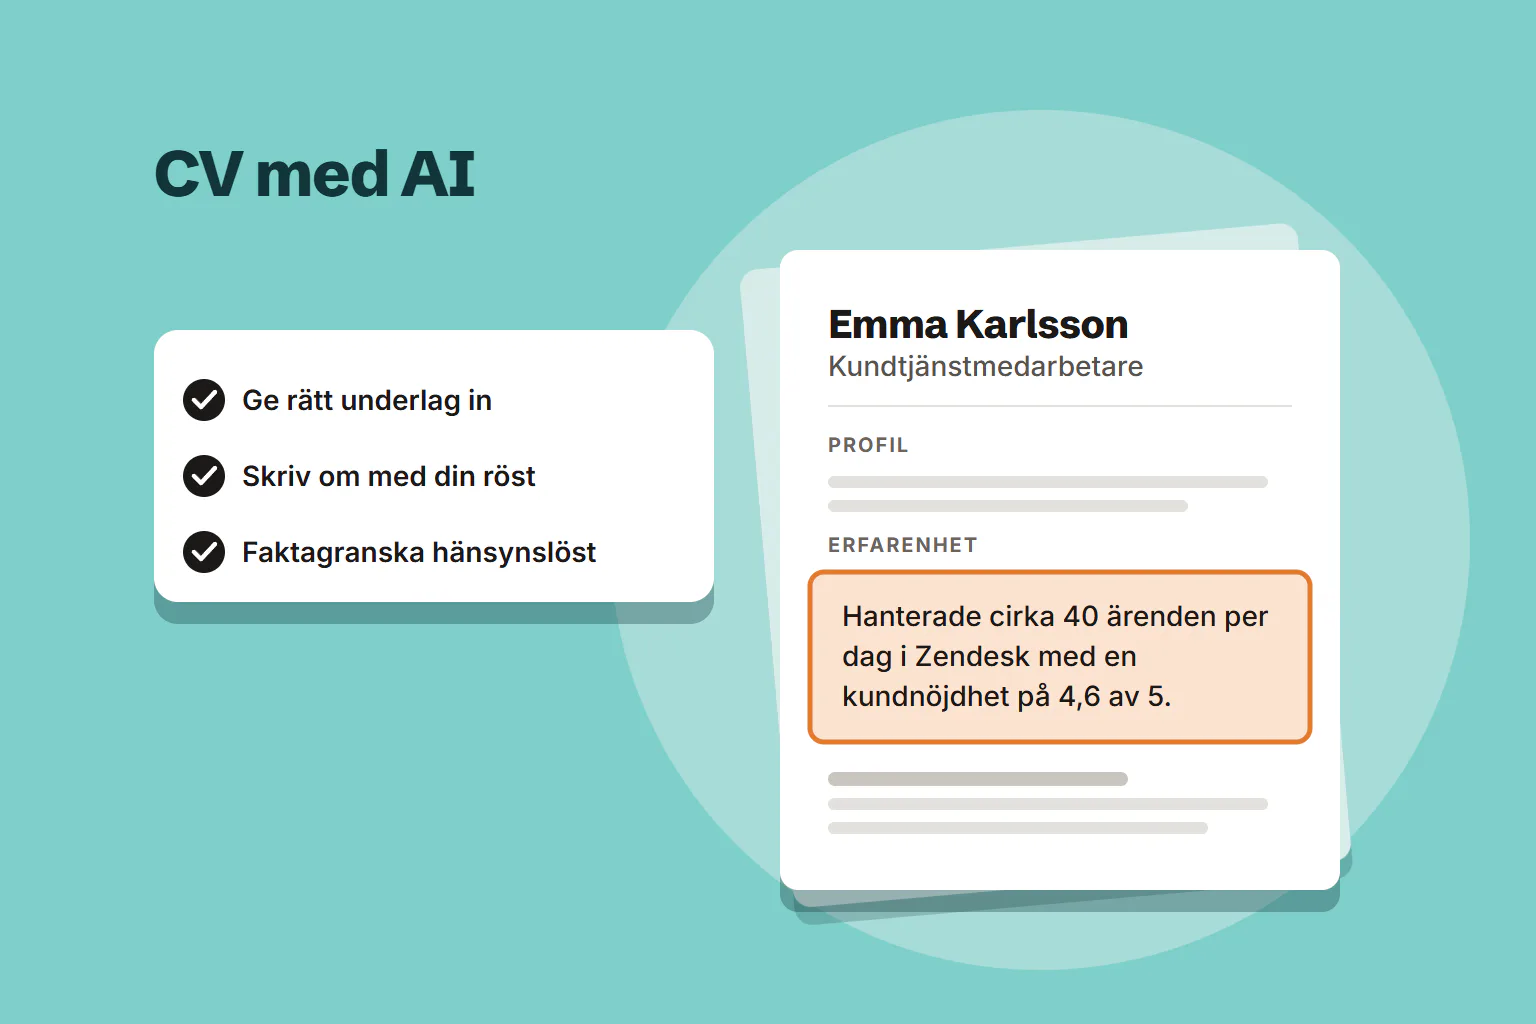 CV med AI
Ge rätt underlag in
Skriv om med din röst
Faktagranska hänsynslöst
Emma Karlsson
Kundtjänstmedarbetare
PROFIL
ERFARENHET
Hanterade cirka 40 ärenden per
dag i Zendesk med en
kundnöjdhet på 4,6 av 5.